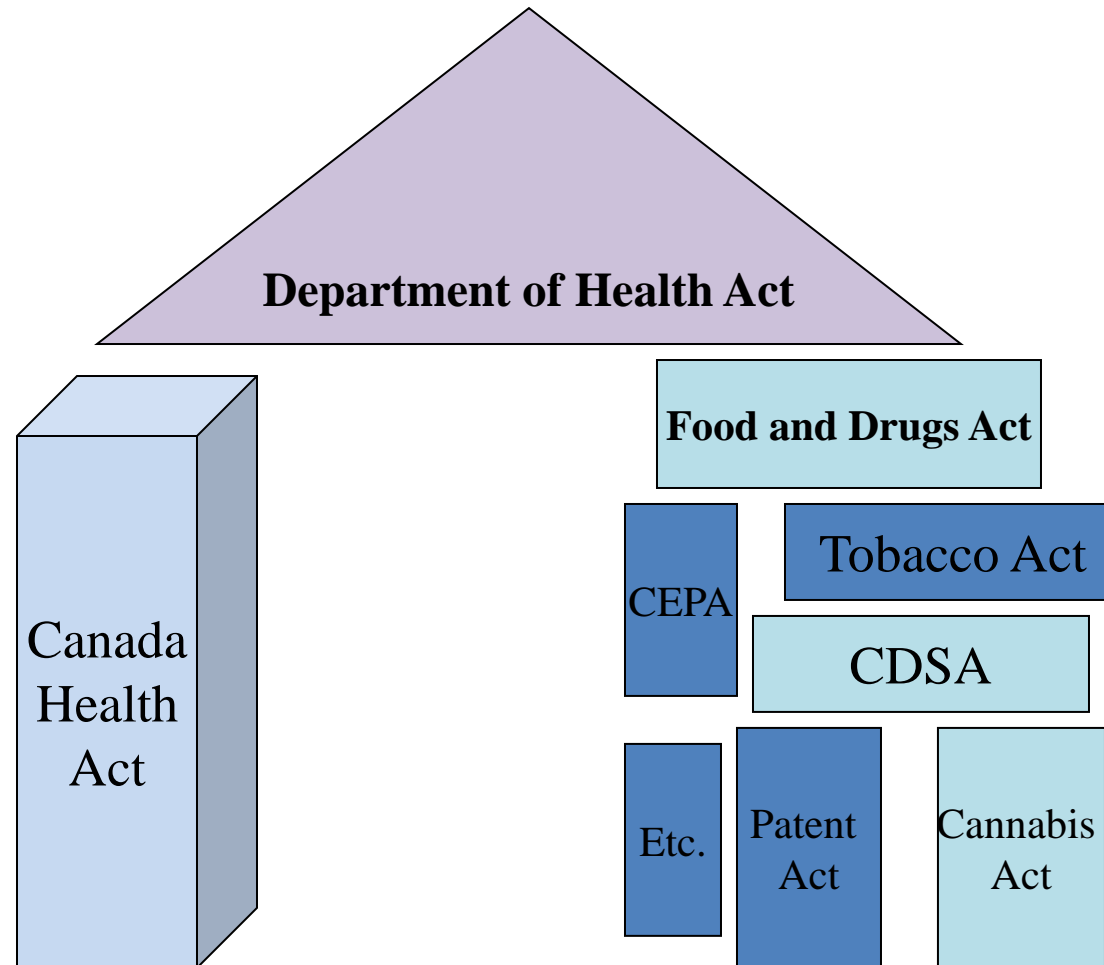 Department of Health Act
Canada
Health
Act
Food and Drugs Act
CEPA
Tobacco Act
CDSA
Etc.
Patent
Act
Cannabis
Act